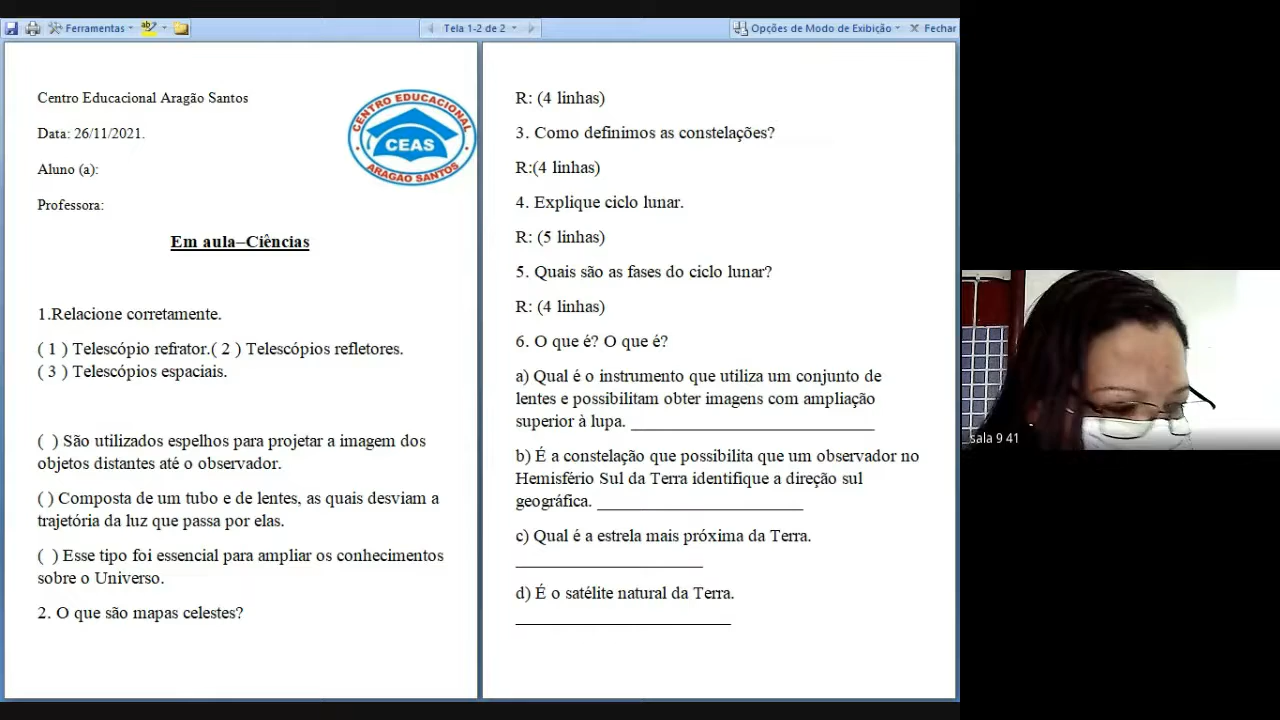 Ferramentas
Tela 1-2 de 2
Opções de Modo de Exibição
Fechar
Centro Educacional Aragão Santos
Data: 26/11/2021.
Aluno (a):
Professora:
CENTRO EDUCACIONAL
CEAS
ARAGÃO SANTOS
Em aula–Ciências
1.Relacione corretamente.
( 1 ) Telescópio refrator.( 2 ) Telescópios refletores.
( 3 ) Telescópios espaciais.
( ) São utilizados espelhos para projetar a imagem dos
objetos distantes até o observador.
( ) Composta de um tubo e de lentes, as quais desviam a
trajetória da luz que passa por elas.
( ) Esse tipo foi essencial para ampliar os conhecimentos
sobre o Universo.
2. O que são mapas celestes?
R: (4 linhas)
3. Como definimos as constelações?
R:(4 linhas)
4. Explique ciclo lunar.
R: (5 linhas)
5. Quais são as fases do ciclo lunar?
R: (4 linhas)
6. O que é? O que é?
a) Qual é o instrumento que utiliza um conjunto de
lentes e possibilitam obter imagens com ampliação
superior à lupa. ___________________________
b) É a constelação que possibilita que um observador no
Hemisfério Sul da Terra identifique a direção sul
geográfica. _______________________
c) Qual é a estrela mais próxima da Terra.
_____________________
d) É o satélite natural da Terra.
________________________
sala 9 41